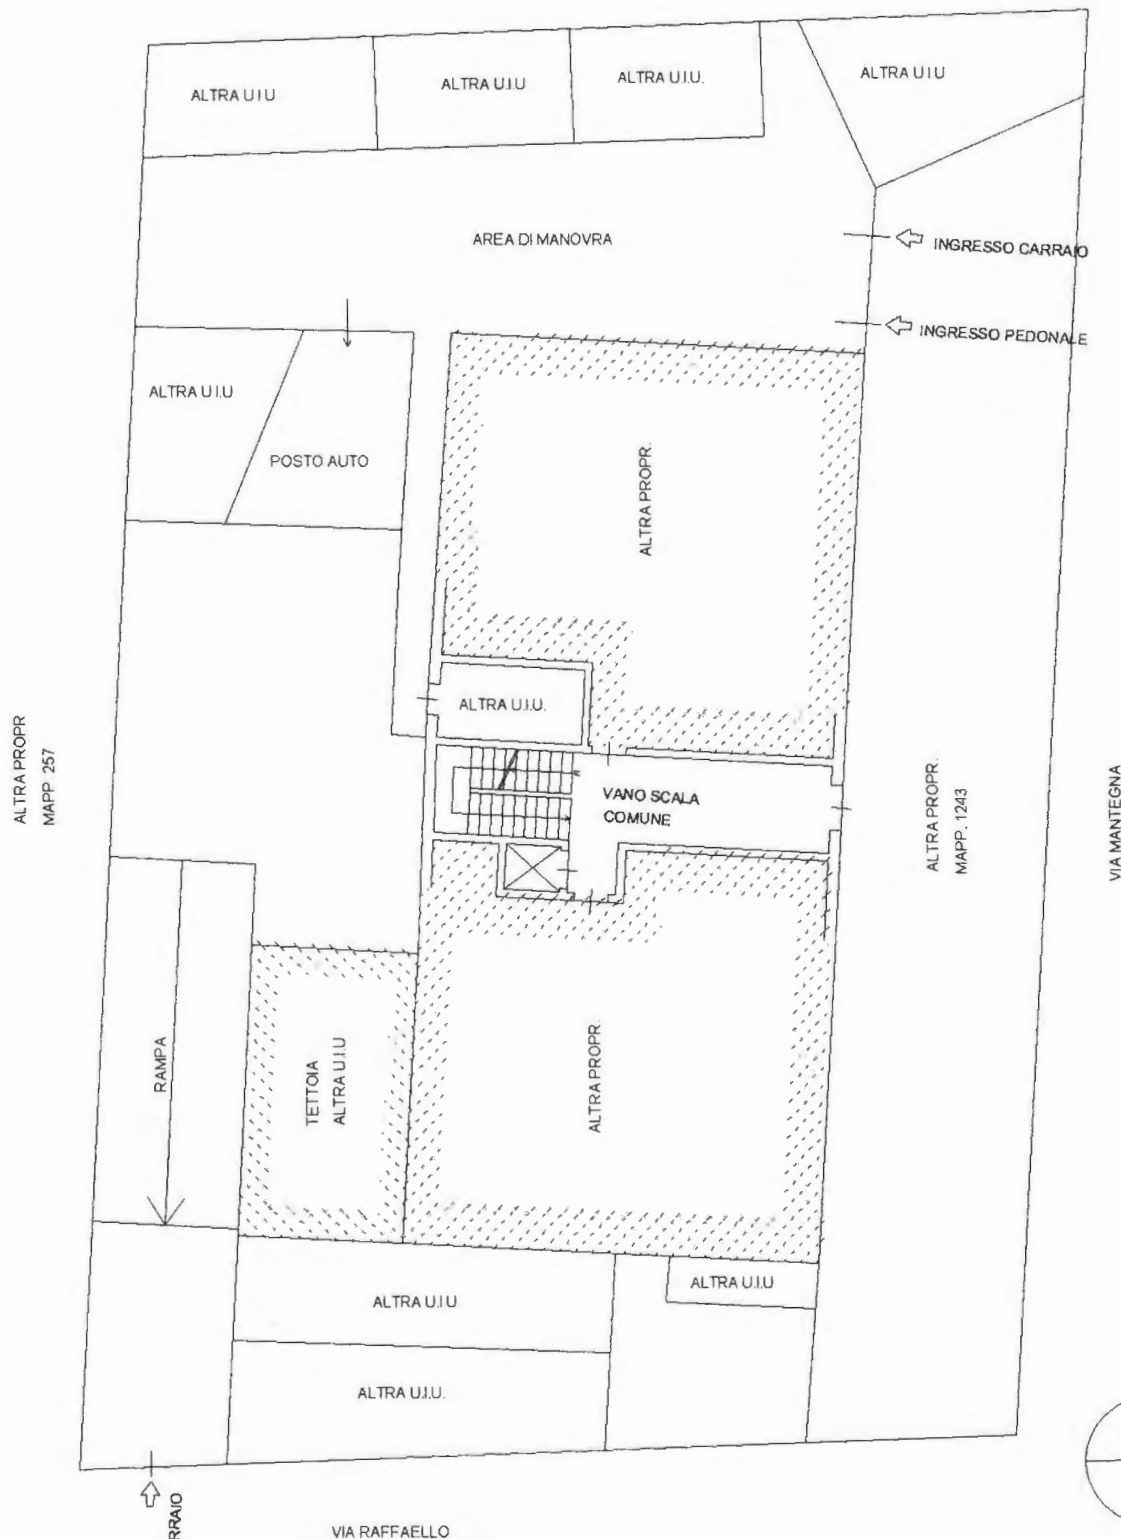 ALTRA U.I.U
ALTRA U.I.U
ALTRA U.I.U.
ALTRA U.I.U
AREA DI MANOVRA
INGRESSO CARRAIO
INGRESSO PEDONALE
ALTRA U.I.U
POSTO AUTO
ALTRA PROPR.
ALTRA U.I.U.
ALTRA PROPR
MAPP 257
VANO SCALA
COMUNE
ALTRA PROPR.
MAPP. 1243
VIA MANTEGNA
RAMPA
TETTOIA
ALTRA U.I.U
ALTRA PROPR.
ALTRA U.I.U
ALTRA U.I.U
ALTRA U.I.U.
RRAIO
VIA RAFFAELLO